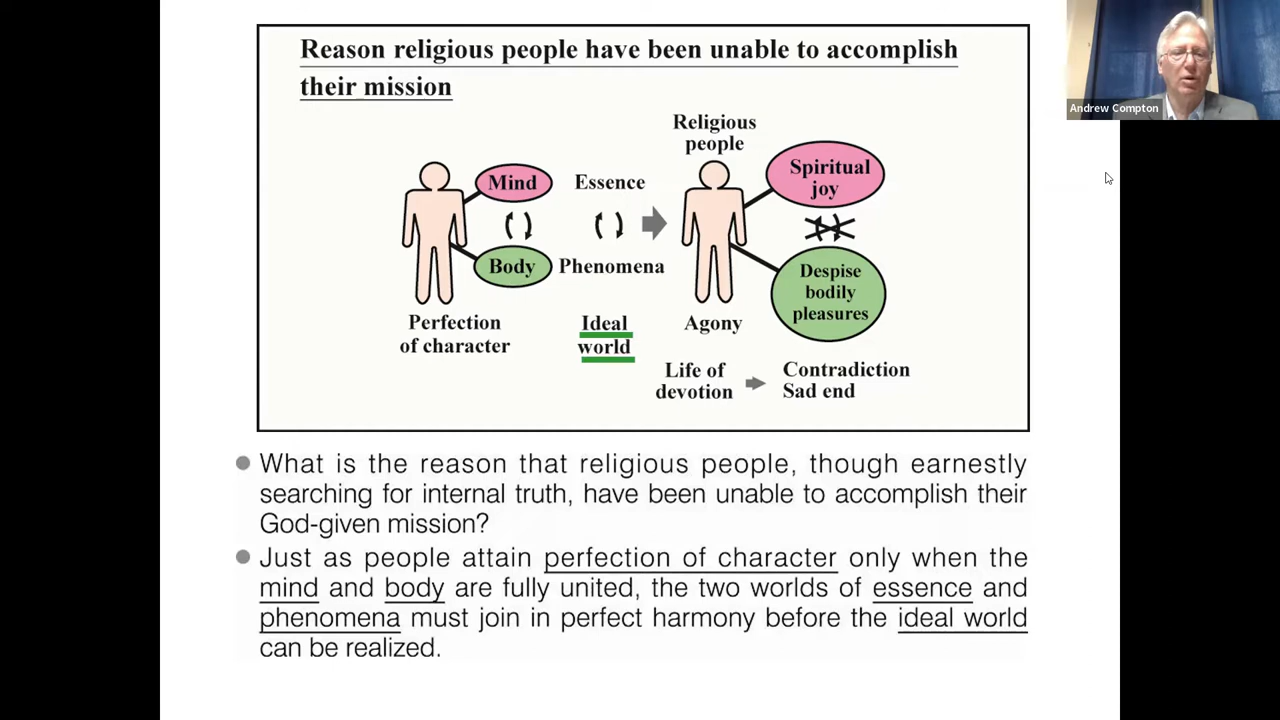 Reason religious people have been unable to accomplish
their mission
Andrew Compton
Religious
people
Mind
Essence
Spiritual
joy
Body
Phenomena
Despise
bodily
pleasures
Perfection
of character
Ideal
world
Agony
Life of
devotion
Contradiction
Sad end
What is the reason that religious people, though earnestly
searching for internal truth, have been unable to accomplish their
God-given mission?
Just as people attain perfection of character only when the
mind and body are fully united, the two worlds of essence and
phenomena must join in perfect harmony before the ideal world
can be realized.